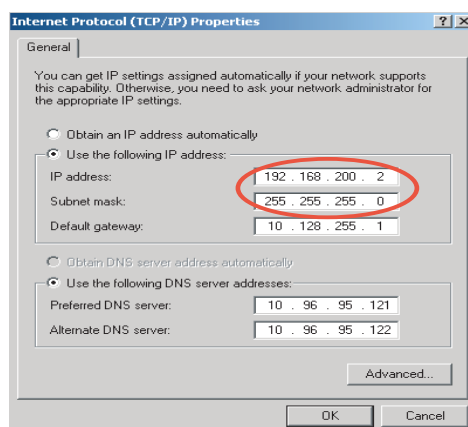 Internet Protocol (TCP/IP) Properties
General
You can get IP settings assigned automatically if your network supports
this capability. Otherwise, you need to ask your network administrator for
the appropriate IP settings.
Obtain an IP address automatically
Use the following IP address:
IP address: 192 . 168 . 200 . 2
Subnet mask: 255 . 255 . 255 . 0
Default gateway: 10 . 128 . 255 . 1
Obtain DNS server address automatically
Use the following DNS server addresses:
Preferred DNS server: 10 . 96 . 95 . 121
Alternate DNS server: 10 . 96 . 95 . 122
Advanced...
OK Cancel